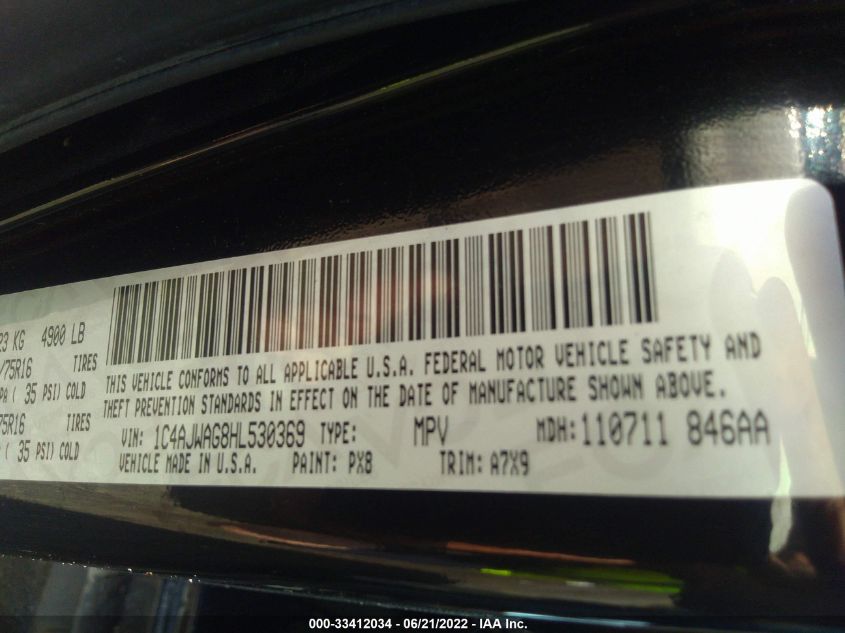 23 KG 4900 LB
/75R16 TIRES
PA ( 35 PSI) COLD
75R16 TIRES
( 35 PSI) COLD
THIS VEHICLE CONFORMS TO ALL APPLICABLE U.S.A. FEDERAL MOTOR VEHICLE SAFETY AND
THEFT PREVENTION STANDARDS IN EFFECT ON THE DATE OF MANUFACTURE SHOWN ABOVE.
VIN: 1C4AJWAG8HL530369 TYPE: MPV MDH: 110711 846AA
VEHICLE MADE IN U.S.A. PAINT: PX8 TRIM: A7X9
000-33412034 - 06/21/2022 - IAA Inc.